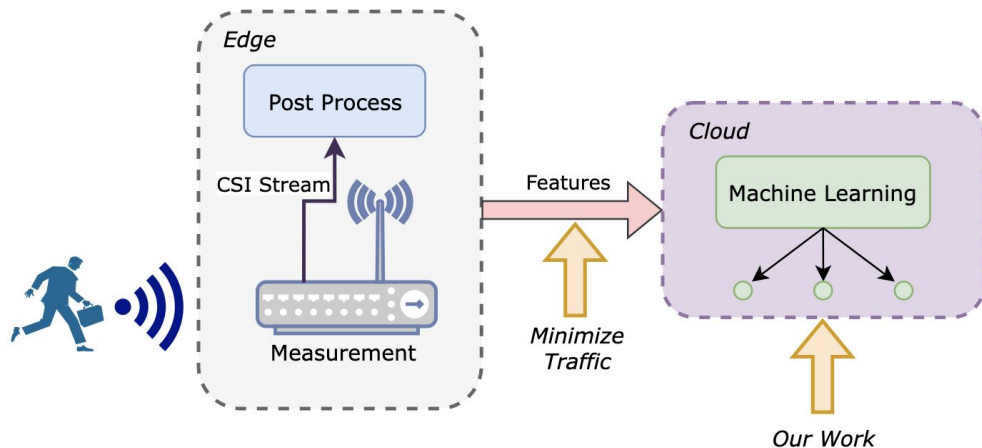 Edge
Post Process
CSI Stream
Measurement
Features
Minimize
Traffic
Cloud
Machine Learning
Our Work